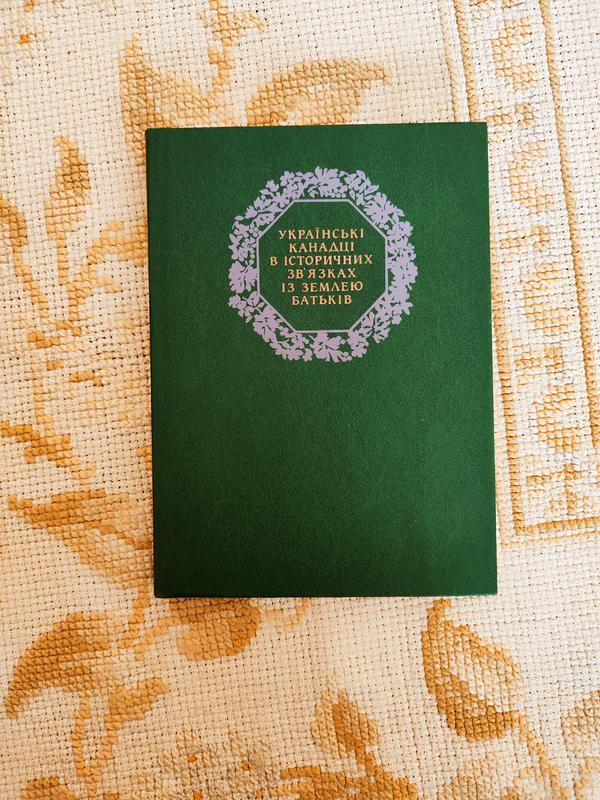 УКРАЇНСЬКІ
КАНАДЦІ
В ІСТОРИЧНИХ
ЗВ'ЯЗКАХ
ІЗ ЗЕМЛЕЮ
БАТЬКІВ